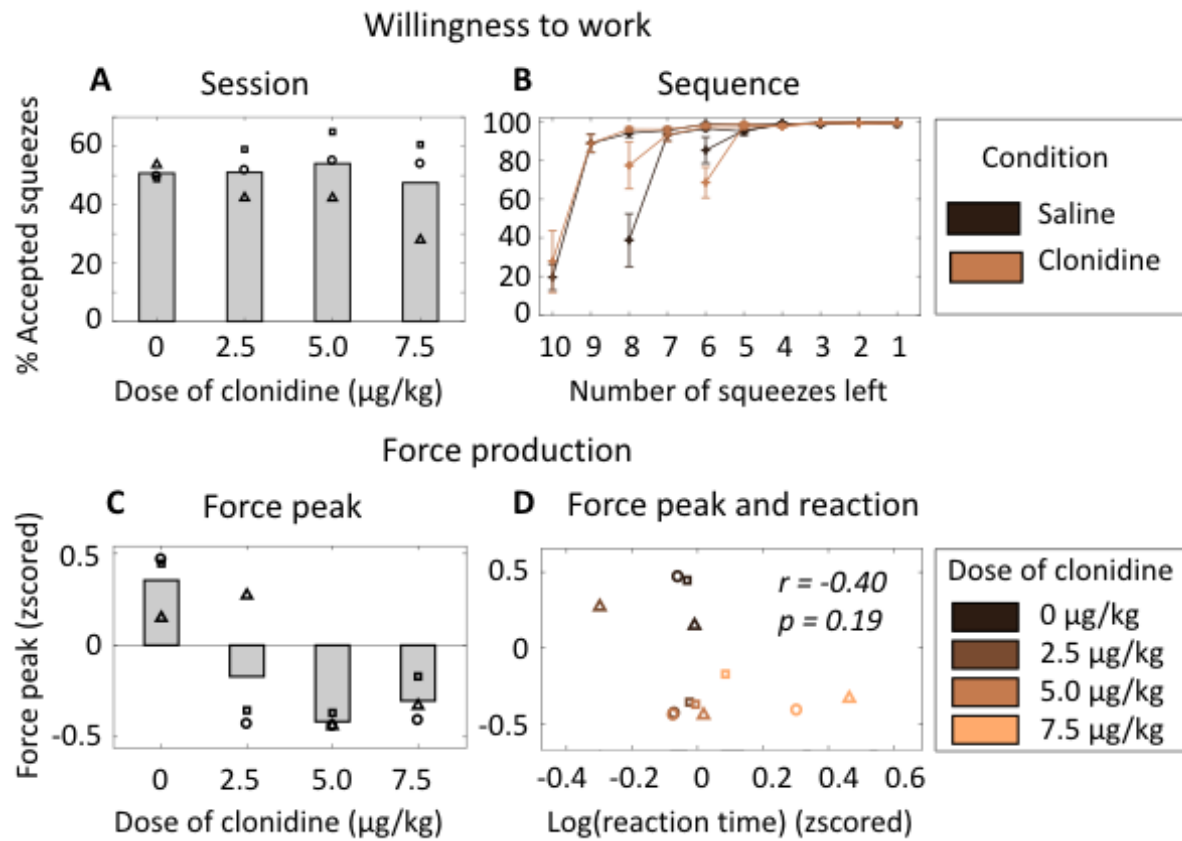 Willingness to work
A Session
% Accepted squeezes
60
40
20
0
0 2.5 5.0 7.5
Dose of clonidine (µg/kg)
B Sequence
100
80
60
40
20
0
10 9 8 7 6 5 4 3 2 1
Number of squeezes left
Condition
Saline
Clonidine
Force production
C Force peak
Force peak (zscored)
0.5
0
-0.5
0 2.5 5.0 7.5
Dose of clonidine (µg/kg)
D Force peak and reaction
r = -0.40
p = 0.19
0.5
0
-0.5
-0.4 -0.2 0 0.2 0.4 0.6
Log(reaction time) (zscored)
Dose of clonidine
0 µg/kg
2.5 µg/kg
5.0 µg/kg
7.5 µg/kg